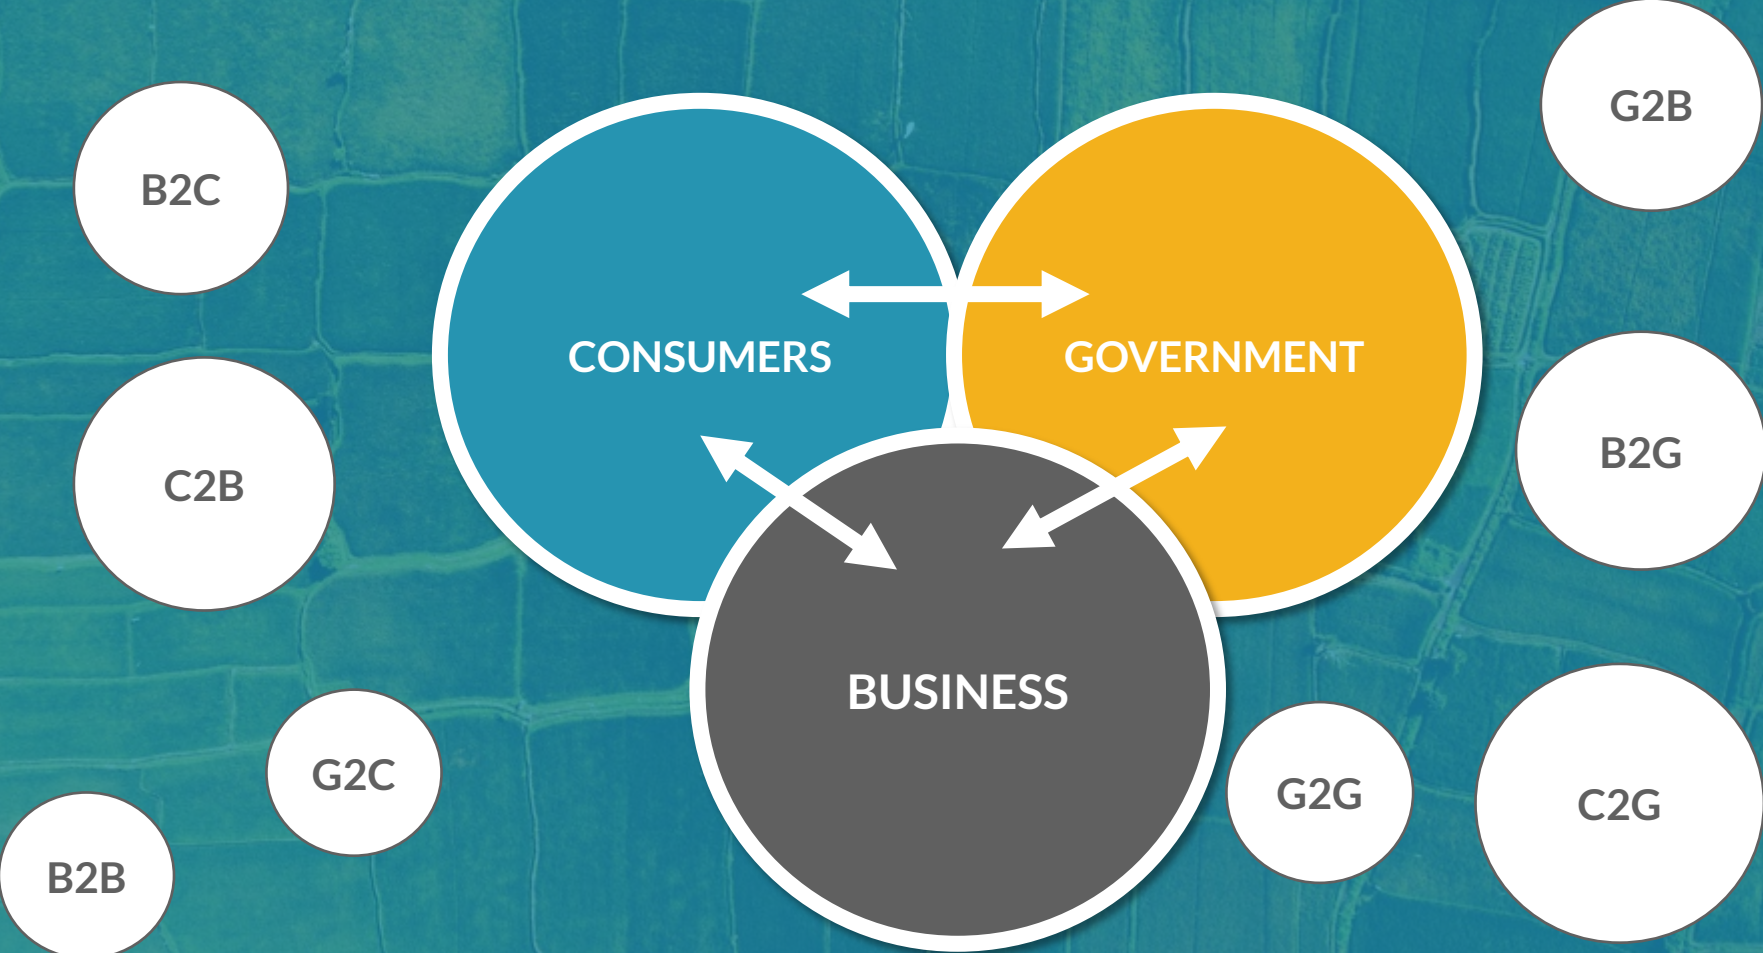 G2B
B2C
CONSUMERS
GOVERNMENT
B2G
C2B
BUSINESS
G2C
G2G
C2G
B2B